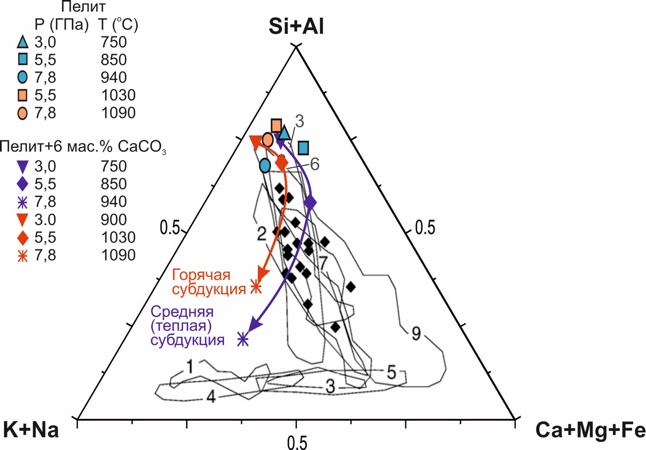 Пелит
P (ГПа) T (°C)
3,0 750
5,5 850
7,8 940
5,5 1030
7,8 1090
Пелит+6 мас.% CaCO3
3,0 750
5,5 850
7,8 940
3.0 900
5,5 1030
7,8 1090
Si+Al
3
6
0.5
0.5
2
7
Горячая
субдукция
Средняя
(теплая)
субдукция
9
1
5
3
4
K+Na
0.5
Ca+Mg+Fe